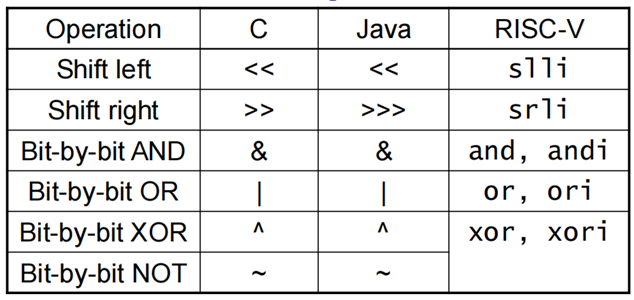 Operation C Java RISC-V
Shift left << << slli
Shift right >> >>> srli
Bit-by-bit AND & & and, andi
Bit-by-bit OR | | or, ori
Bit-by-bit XOR ^ ^ xor, xori
Bit-by-bit NOT ~ ~